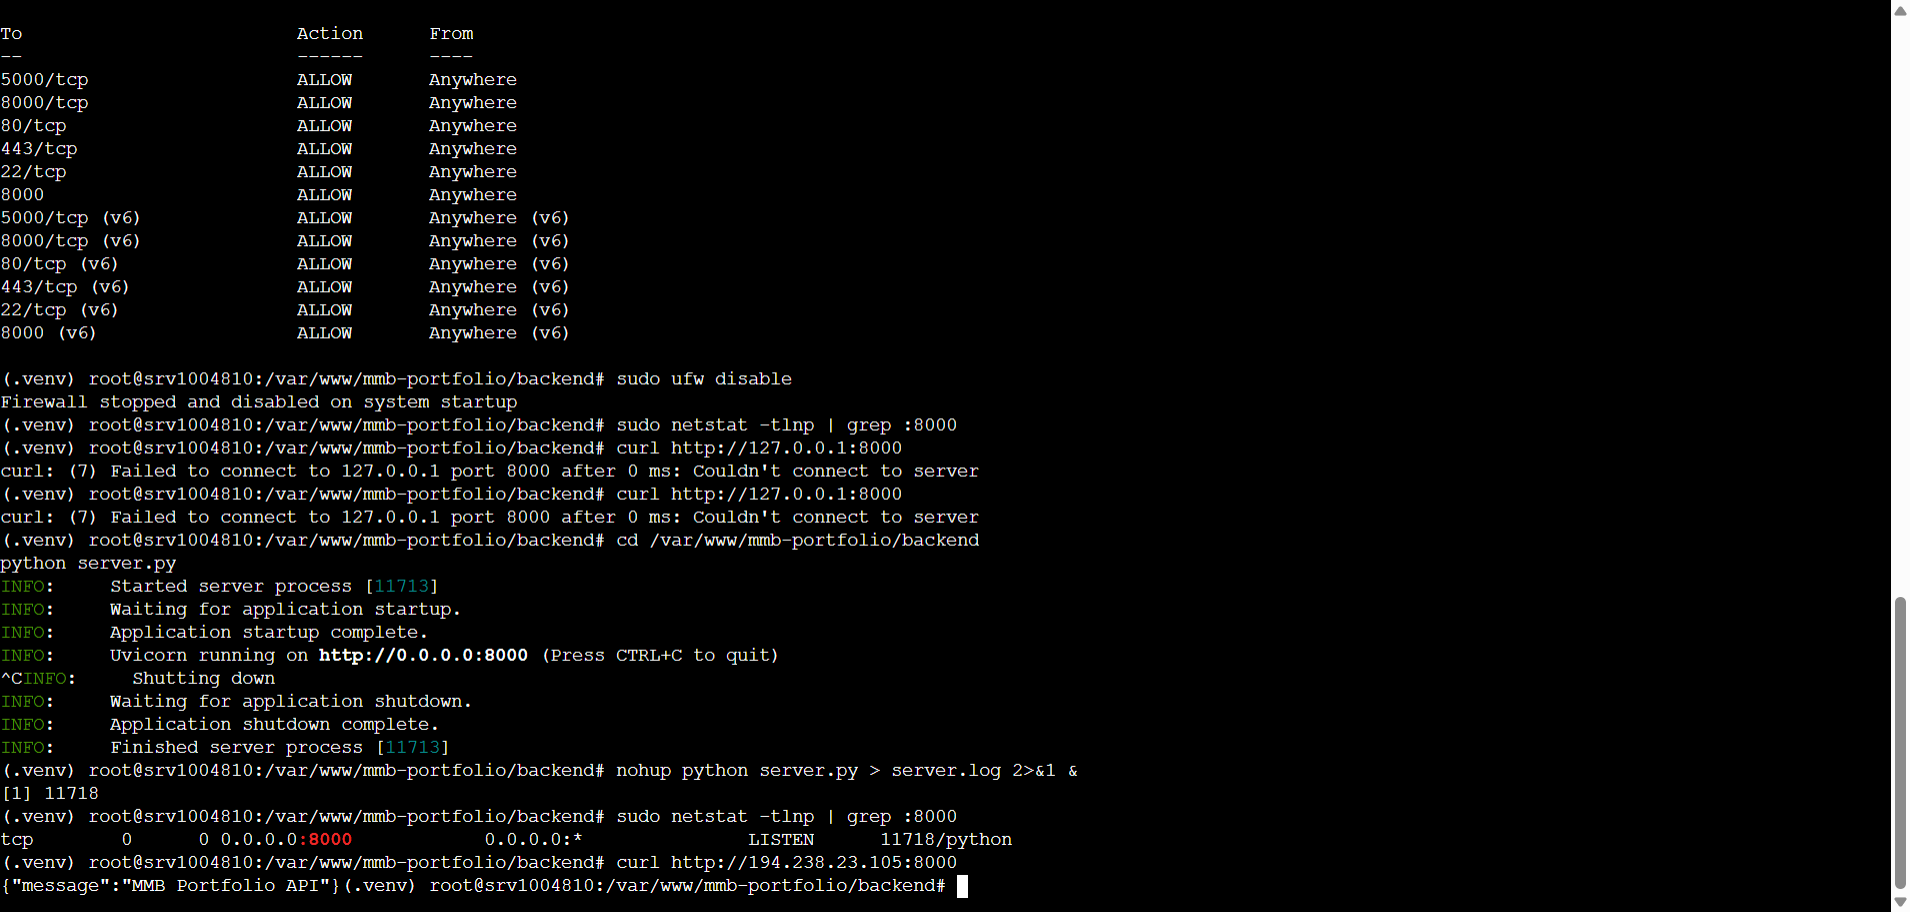 To                         Action      From
--                         ------      ----
5000/tcp                   ALLOW       Anywhere
8000/tcp                   ALLOW       Anywhere
80/tcp                     ALLOW       Anywhere
443/tcp                    ALLOW       Anywhere
22/tcp                     ALLOW       Anywhere
8000                       ALLOW       Anywhere
5000/tcp (v6)              ALLOW       Anywhere (v6)
8000/tcp (v6)              ALLOW       Anywhere (v6)
80/tcp (v6)                ALLOW       Anywhere (v6)
443/tcp (v6)               ALLOW       Anywhere (v6)
22/tcp (v6)                ALLOW       Anywhere (v6)
8000 (v6)                  ALLOW       Anywhere (v6)
(.venv) root@srv1004810:/var/www/mmb-portfolio/backend# sudo ufw disable
Firewall stopped and disabled on system startup
(.venv) root@srv1004810:/var/www/mmb-portfolio/backend# sudo netstat -tlnp | grep :8000
(.venv) root@srv1004810:/var/www/mmb-portfolio/backend# curl http://127.0.0.1:8000
curl: (7) Failed to connect to 127.0.0.1 port 8000 after 0 ms: Couldn't connect to server
(.venv) root@srv1004810:/var/www/mmb-portfolio/backend# curl http://127.0.0.1:8000
curl: (7) Failed to connect to 127.0.0.1 port 8000 after 0 ms: Couldn't connect to server
(.venv) root@srv1004810:/var/www/mmb-portfolio/backend# cd /var/www/mmb-portfolio/backend
python server.py
INFO:     Started server process [11713]
INFO:     Waiting for application startup.
INFO:     Application startup complete.
INFO:     Uvicorn running on http://0.0.0.0:8000 (Press CTRL+C to quit)
^CINFO:     Shutting down
INFO:     Waiting for application shutdown.
INFO:     Application shutdown complete.
INFO:     Finished server process [11713]
(.venv) root@srv1004810:/var/www/mmb-portfolio/backend# nohup python server.py > server.log 2>&1 &
[1] 11718
(.venv) root@srv1004810:/var/www/mmb-portfolio/backend# sudo netstat -tlnp | grep :8000
tcp        0      0 0.0.0.0:8000            0.0.0.0:*               LISTEN      11718/python
(.venv) root@srv1004810:/var/www/mmb-portfolio/backend# curl http://194.238.23.105:8000
{"message":"MMB Portfolio API"}(.venv) root@srv1004810:/var/www/mmb-portfolio/backend#